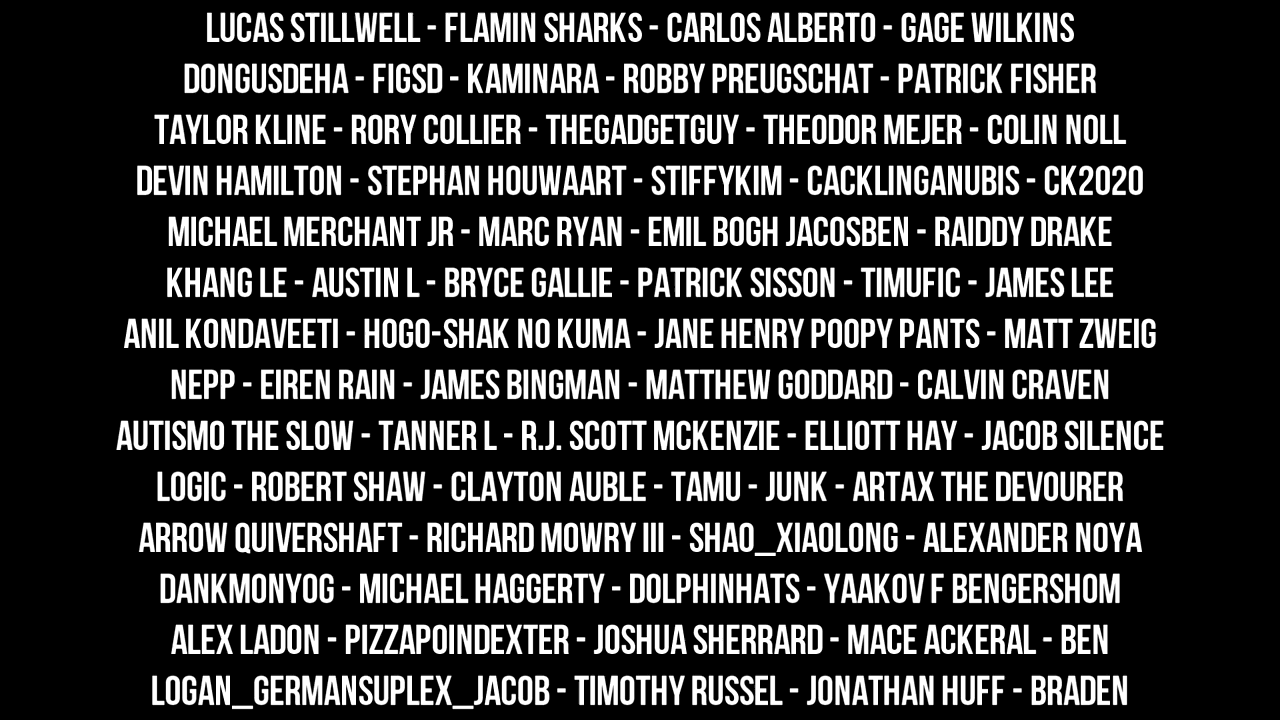 LUCAS STILLWELL - FLAMIN SHARKS - CARLOS ALBERTO - GAGE WILKINS
DONGUSDEHA - FIGSD - KAMINARA - ROBBY PREUGSCHAT - PATRICK FISHER
TAYLOR KLINE - RORY COLLIER - THEGADGETGUY - THEODOR MEJER - COLIN NOLL
DEVIN HAMILTON - STEPHAN HOUWAART - STIFFYKIM - CACKLINGANUBIS - CK2020
MICHAEL MERCHANT JR - MARC RYAN - EMIL BOGH JACOSBEN - RAIDDY DRAKE
KHANG LE - AUSTIN L - BRYCE GALLIE - PATRICK SISSON - TIMUFIC - JAMES LEE
ANIL KONDAVEETI - HOGO-SHAK NO KUMA - JANE HENRY POOPY PANTS - MATT ZWEIG
NEPP - EIREN RAIN - JAMES BINGMAN - MATTHEW GODDARD - CALVIN CRAVEN
AUTISMO THE SLOW - TANNER L - R.J. SCOTT MCKENZIE - ELLIOTT HAY - JACOB SILENCE
LOGIC - ROBERT SHAW - CLAYTON AUBLE - TAMU - JUNK - ARTAX THE DEVOURER
ARROW QUIVERSHAFT - RICHARD MOWRY III - SHAO_XIAOLONG - ALEXANDER NOYA
DANKMONYOG - MICHAEL HAGGERTY - DOLPHINHATS - YAAKOV F BENGERSHOM
ALEX LADON - PIZZAPOINDEXTER - JOSHUA SHERRARD - MACE ACKERAL - BEN
LOGAN_GERMANSUPLEX_JACOB - TIMOTHY RUSSEL - JONATHAN HUFF - BRADEN